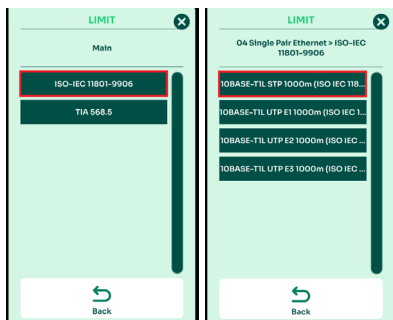 LIMIT
Main
ISO-IEC 11801-9906
TIA 568.5
Back
LIMIT
04 Single Pair Ethernet > ISO-IEC
11801-9906
10BASE-T1L STP 1000m (ISO IEC 118...
10BASE-T1L UTP E1 1000m (ISO IEC 1...
10BASE-T1L UTP E2 1000m (ISO IEC ...
10BASE-T1L UTP E3 1000m (ISO IEC ...
Back